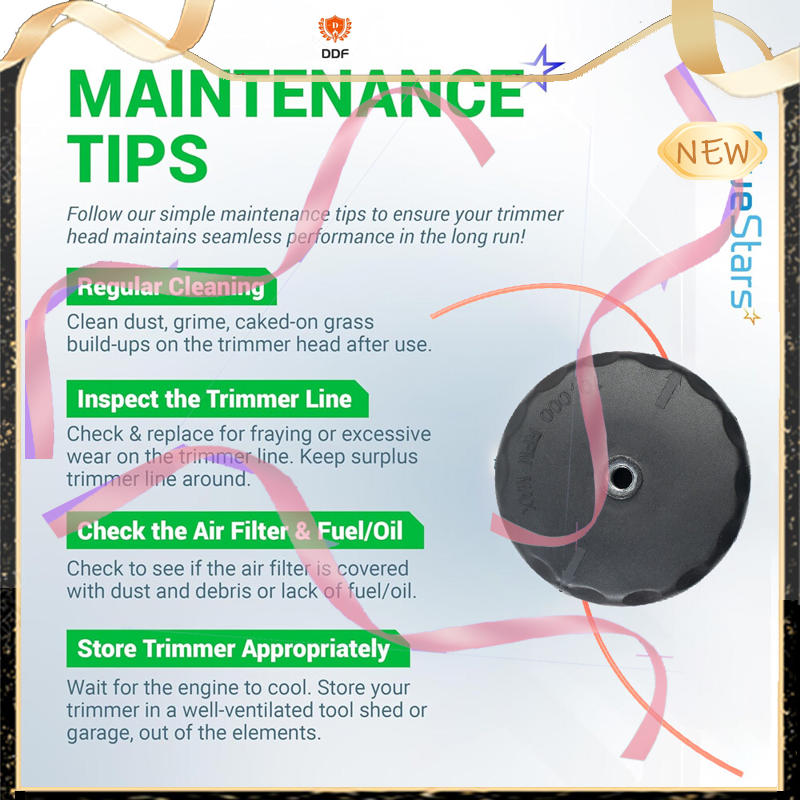 DDF
MAINTENANCE
TIPS
NEW
Stars
Follow our simple maintenance tips to ensure your trimmer
head maintains seamless performance in the long run!
Regular Cleaning
Clean dust, grime, caked-on grass
build-ups on the trimmer head after use.
Inspect the Trimmer Line
Check & replace for fraying or excessive
wear on the trimmer line. Keep surplus
trimmer line around.
Check the Air Filter & Fuel/Oil
Check to see if the air filter is covered
with dust and debris or lack of fuel/oil.
Store Trimmer Appropriately
Wait for the engine to cool. Store your
trimmer in a well-ventilated tool shed or
garage, out of the elements.